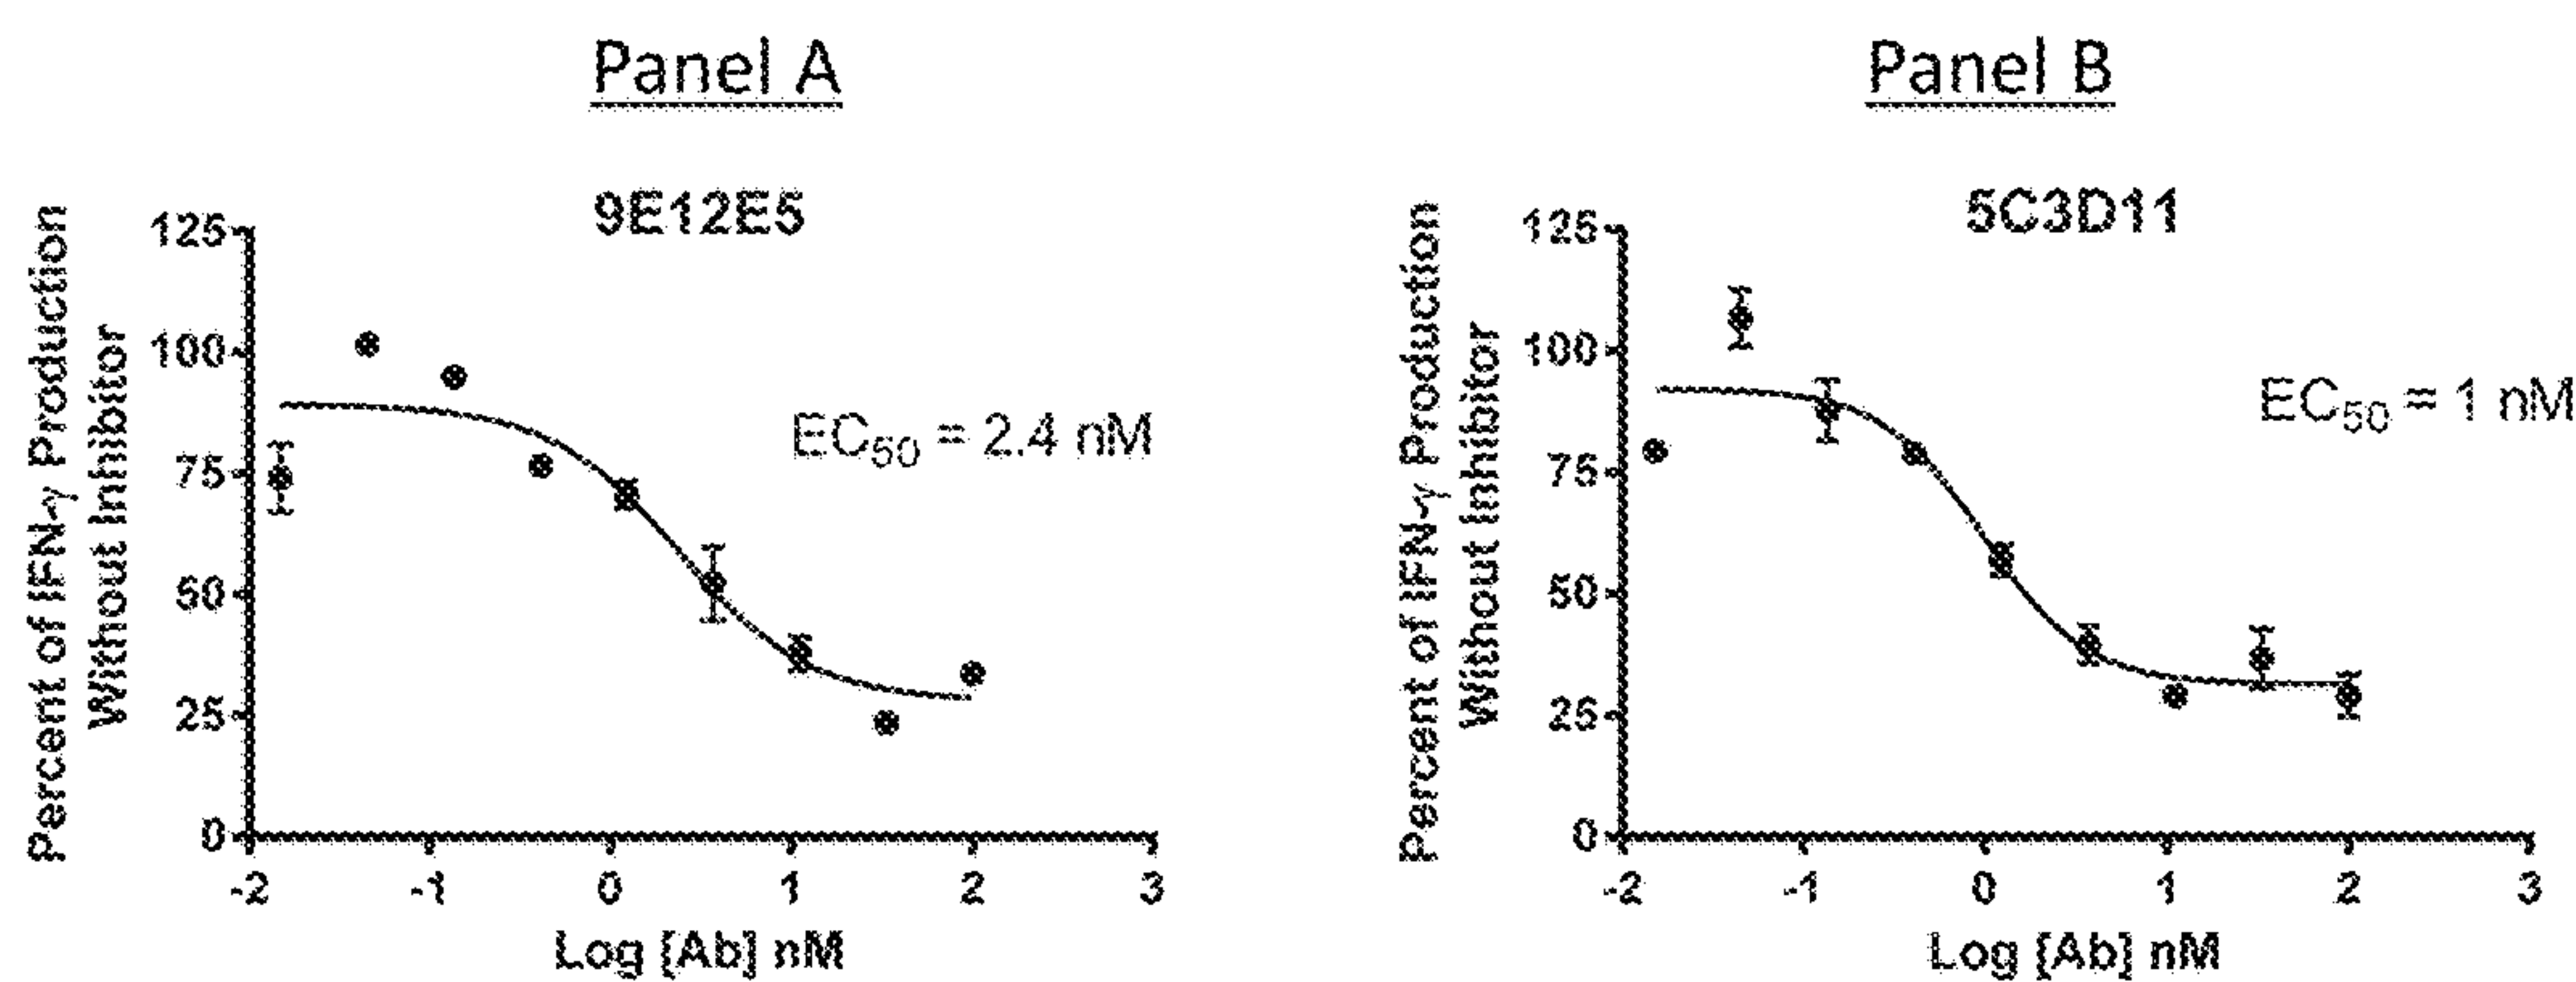 Panel A
9E12E5
Percent of IFN-γ Production
Without Inhibitor
125
100
75
50
25
0
EC50 = 2.4 nM
-2 -1 0 1 2 3
Log [Ab] nM
Panel B
5C3D11
Percent of IFN-γ Production
Without Inhibitor
125
100
75
50
25
0
EC50 = 1 nM
-2 -1 0 1 2 3
Log [Ab] nM